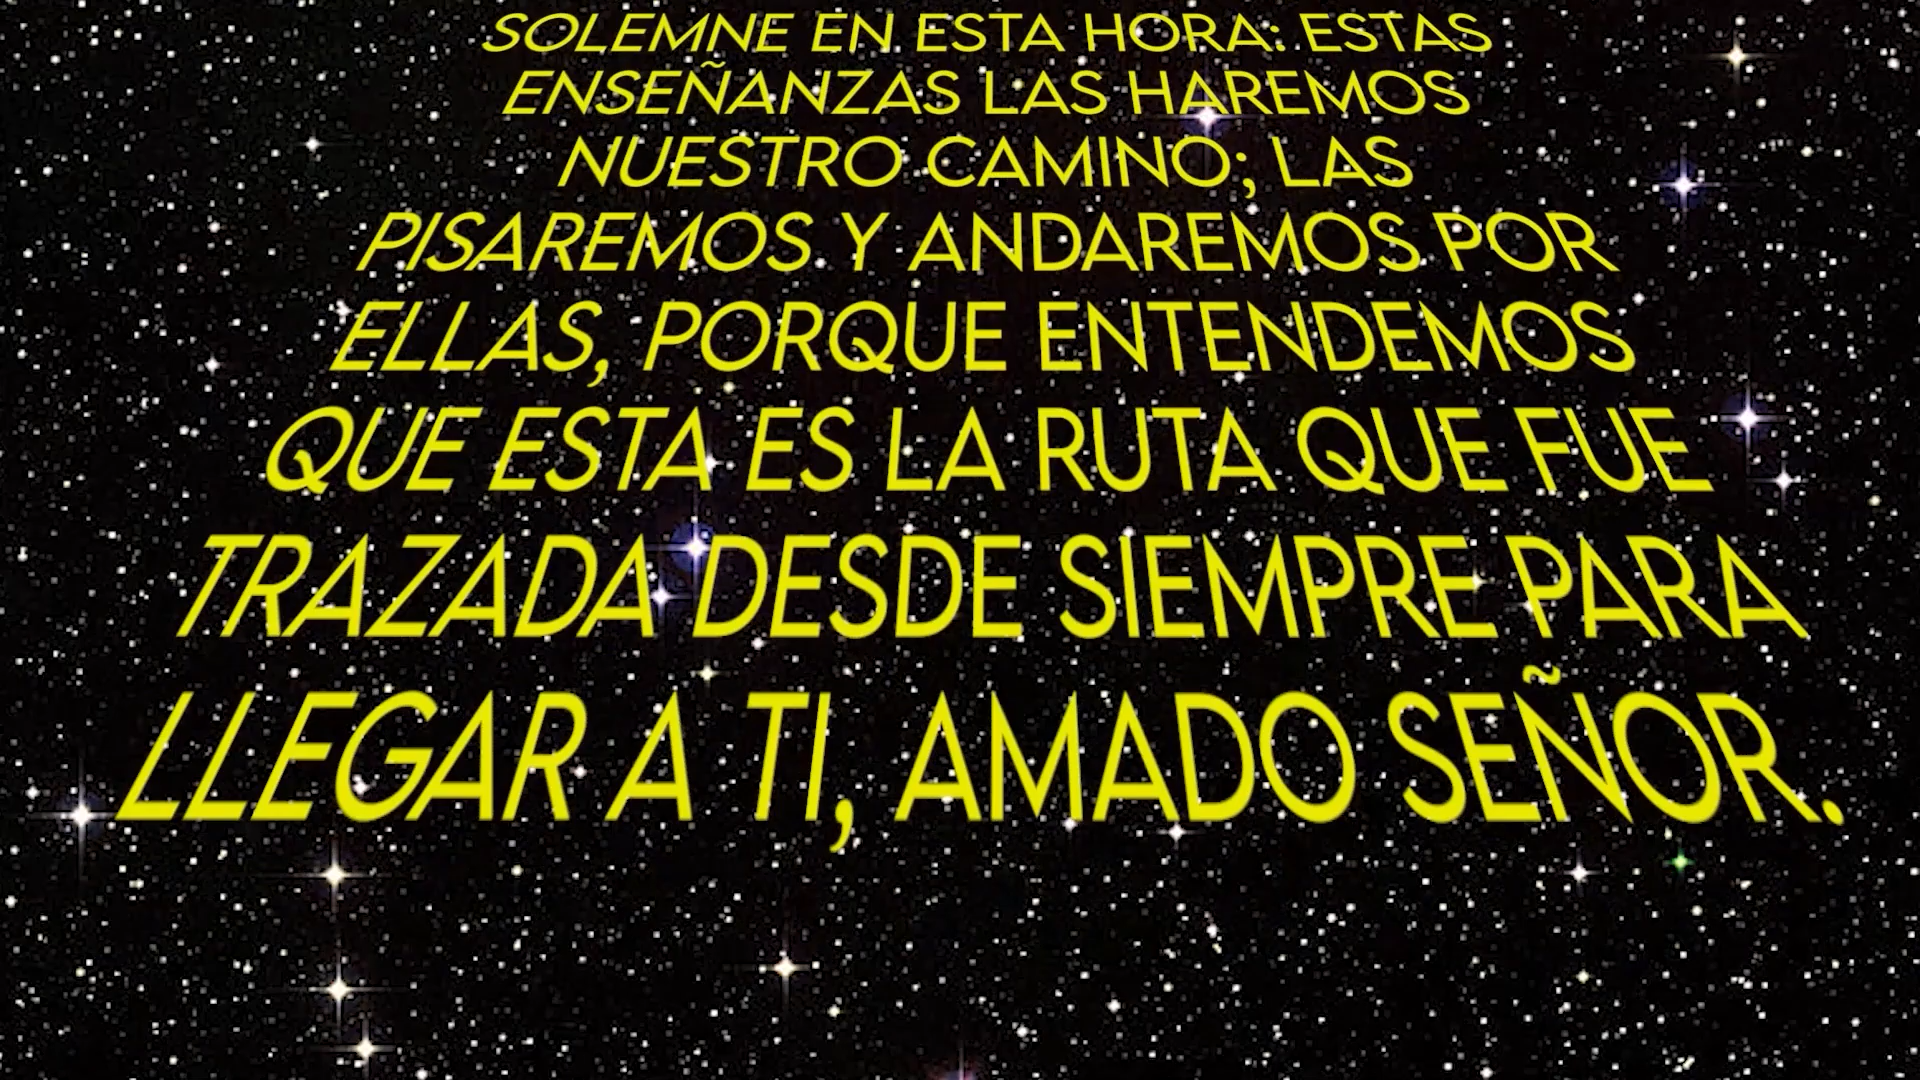 SOLEMNE EN ESTA HORA: ESTAS
ENSEÑANZAS LAS HAREMOS
NUESTRO CAMINO; LAS
PISAREMOS Y ANDAREMOS POR
ELLAS, PORQUE ENTENDEMOS
QUE ESTA ES LA RUTA QUE FUE
TRAZADA DESDE SIEMPRE PARA
LLEGAR A TI, AMADO SEÑOR.